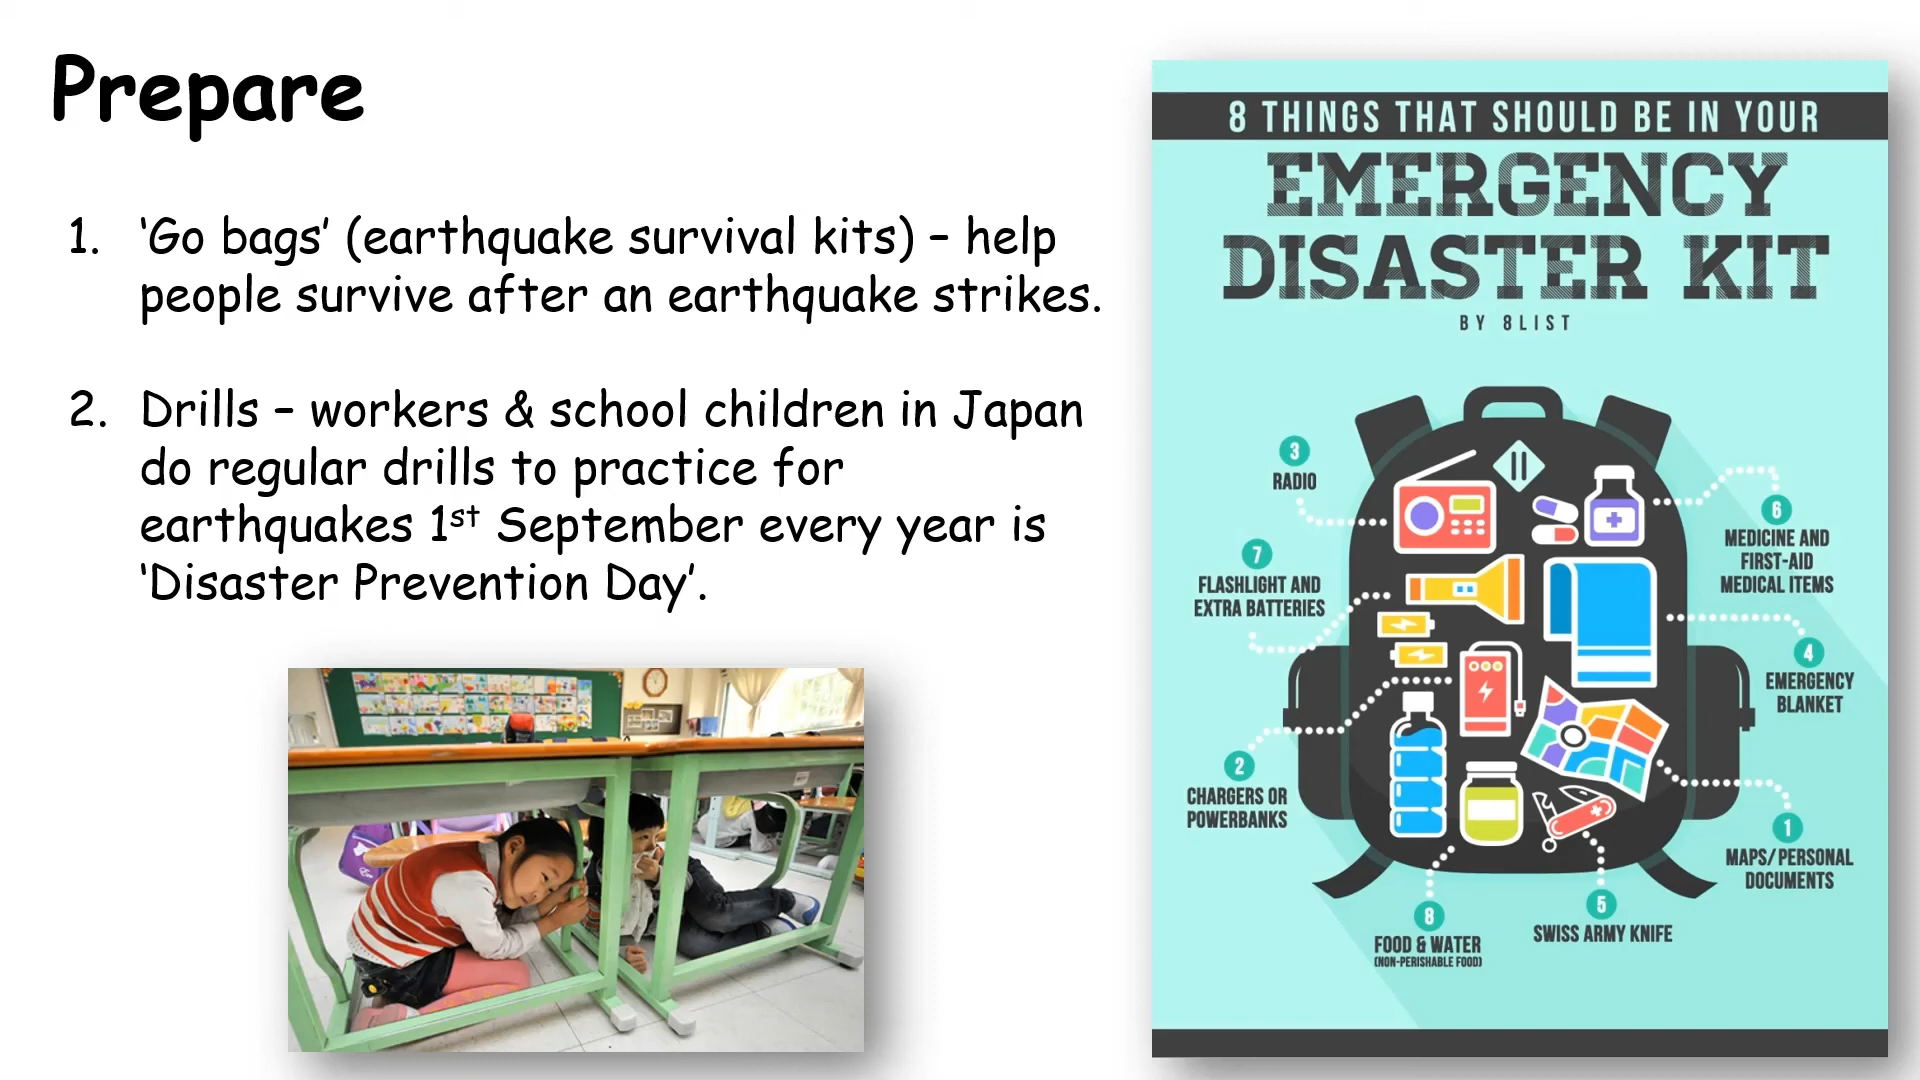 Prepare
1. ‘Go bags’ (earthquake survival kits) – help
people survive after an earthquake strikes.
2. Drills – workers & school children in Japan
do regular drills to practice for
earthquakes 1st September every year is
‘Disaster Prevention Day’.
8 THINGS THAT SHOULD BE IN YOUR
EMERGENCY
DISASTER KIT
BY 8LIST
3
RADIO
7
FLASHLIGHT AND
EXTRA BATTERIES
2
CHARGERS OR
POWERBANKS
8
FOOD & WATER
(NON-PERISHABLE FOOD)
5
SWISS ARMY KNIFE
1
MAPS/PERSONAL
DOCUMENTS
4
EMERGENCY
BLANKET
6
MEDICINE AND
FIRST-AID
MEDICAL ITEMS